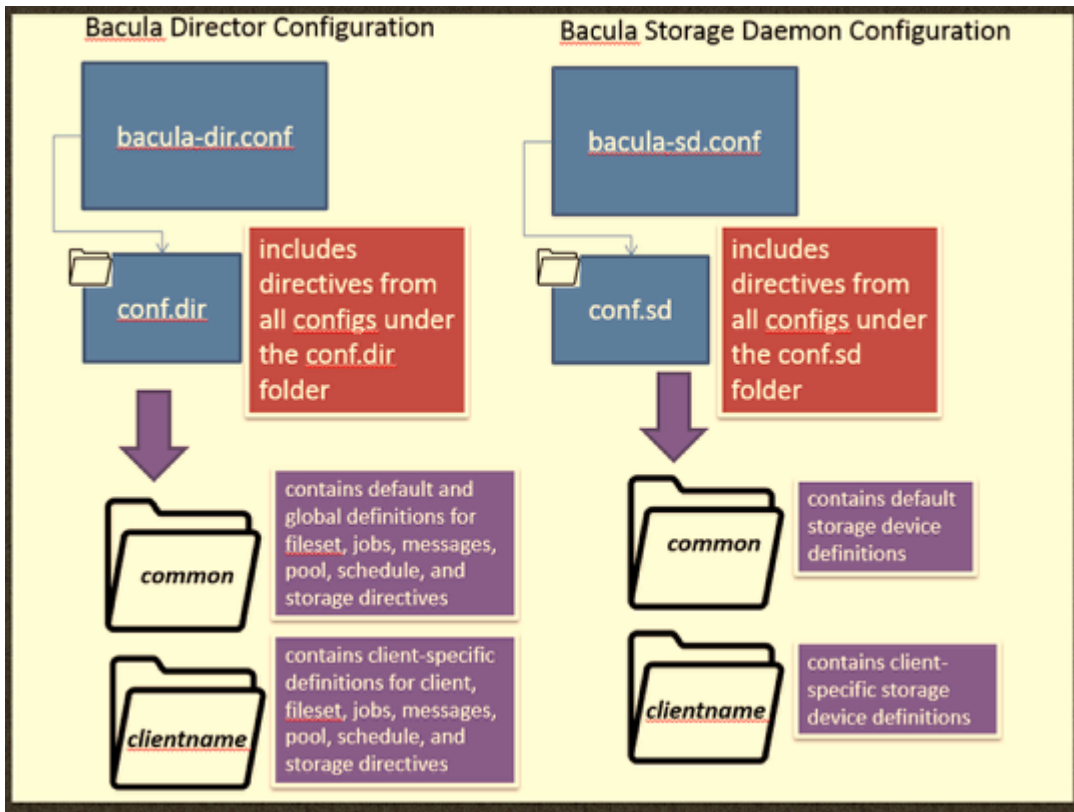 Bacula Director Configuration
bacula-dir.conf
conf.dir
includes
directives from
all configs under
the conf.dir
folder
common
contains default and
global definitions for
fileset, jobs, messages,
pool, schedule, and
storage directives
clientname
contains client-specific
definitions for client,
fileset, jobs, messages,
pool, schedule, and
storage directives
Bacula Storage Daemon Configuration
bacula-sd.conf
conf.sd
includes
directives from
all configs under
the conf.sd
folder
common
contains default
storage device
definitions
clientname
contains client-
specific storage
device definitions